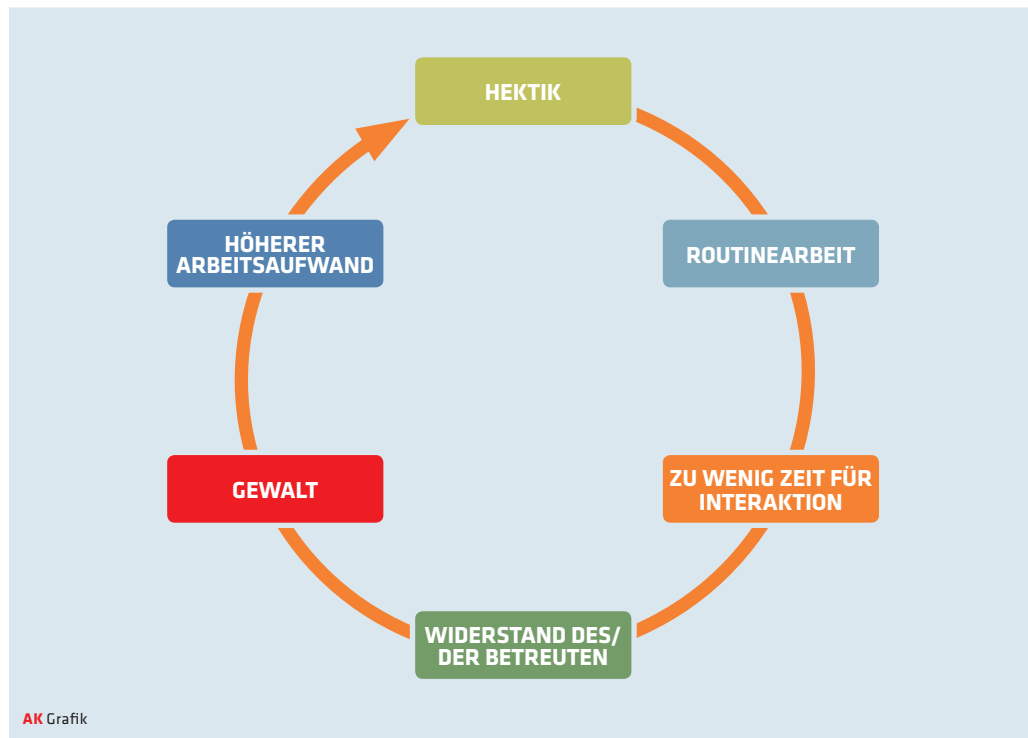 HEKTIK
ROUTINEARBEIT
ZU WENIG ZEIT FÜR
INTERAKTION
WIDERSTAND DES/
DER BETREUTEN
GEWALT
HÖHERER
ARBEITSAUFWAND
AK Grafik